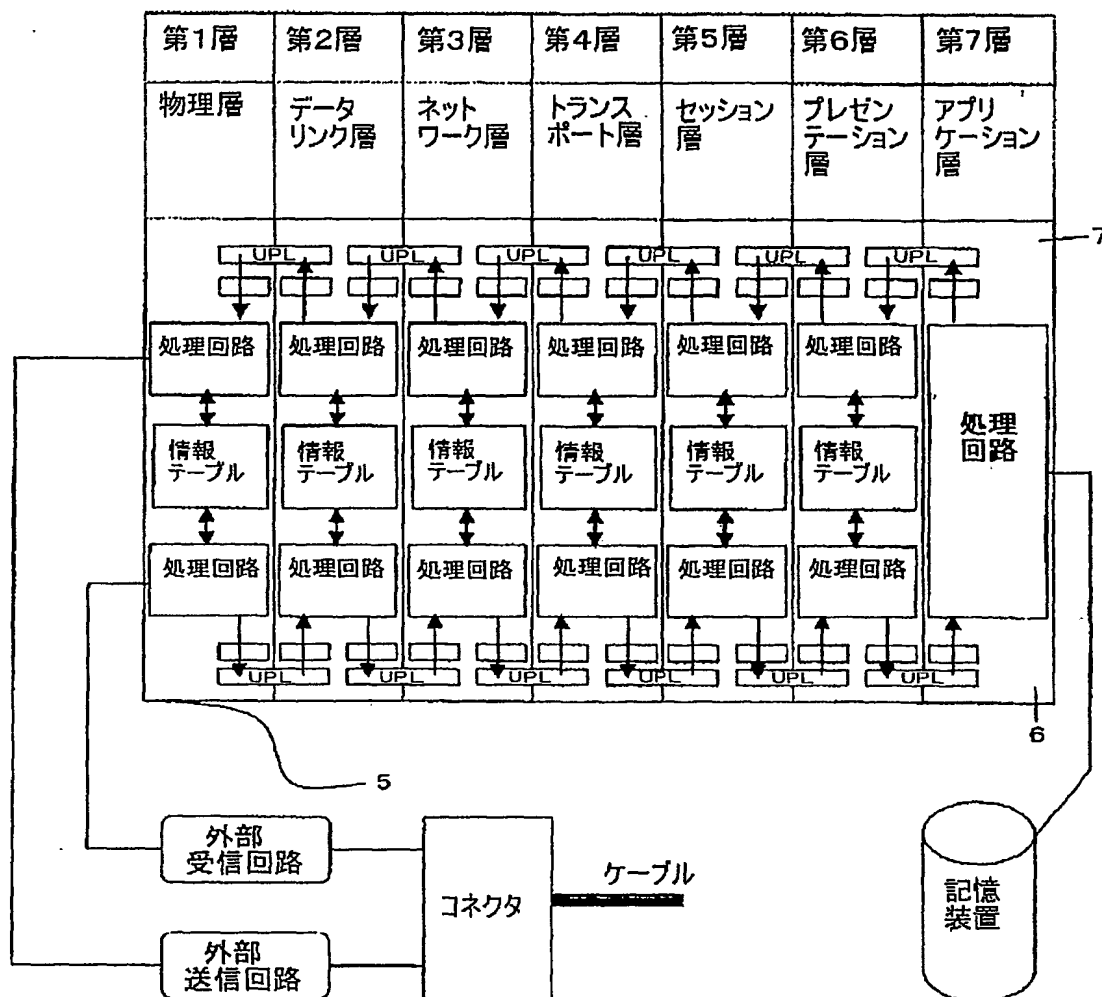 第1層 第2層 第3層 第4層 第5層 第6層 第7層
物理層 データ ネット トランス セッション プレゼン アプリ
リンク層 ワーク層 ポート層 層 テーション ケーション
層 層
7
UPL UPL UPL UPL UPL UPL
処理回路 処理回路 処理回路 処理回路 処理回路 処理回路
処理
回路
情報 情報 情報 情報 情報 情報
テーブル テーブル テーブル テーブル テーブル テーブル
処理回路 処理回路 処理回路 処理回路 処理回路 処理回路
UPL UPL UPL UPL UPL UPL
6
5
外部
受信回路
コネクタ
ケーブル
記憶
装置
外部
送信回路